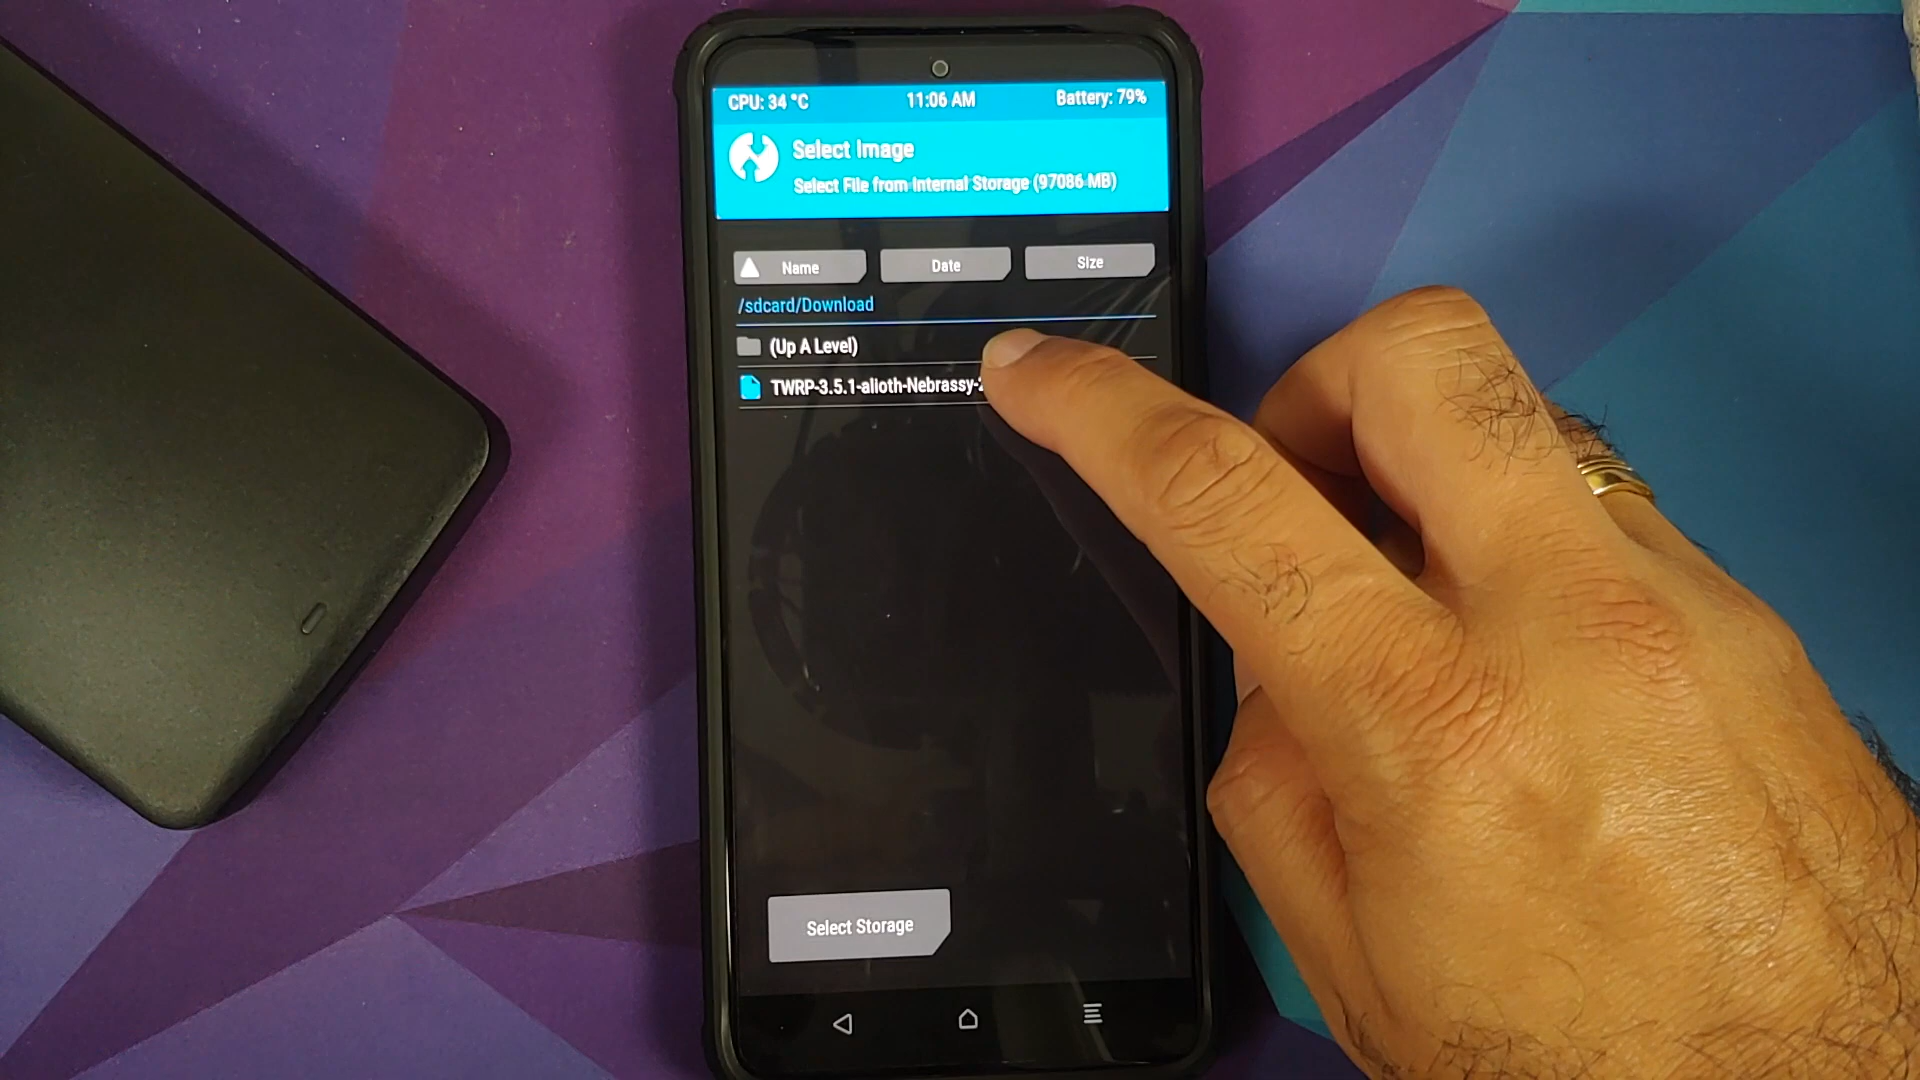 CPU: 34 °C 11:06 AM Battery: 79%
Select Image
Select File from Internal Storage (97086 MB)
Name Date Size
/sdcard/Download
(Up A Level)
TWRP-3.5.1-alioth-Nebrassy-
Select Storage